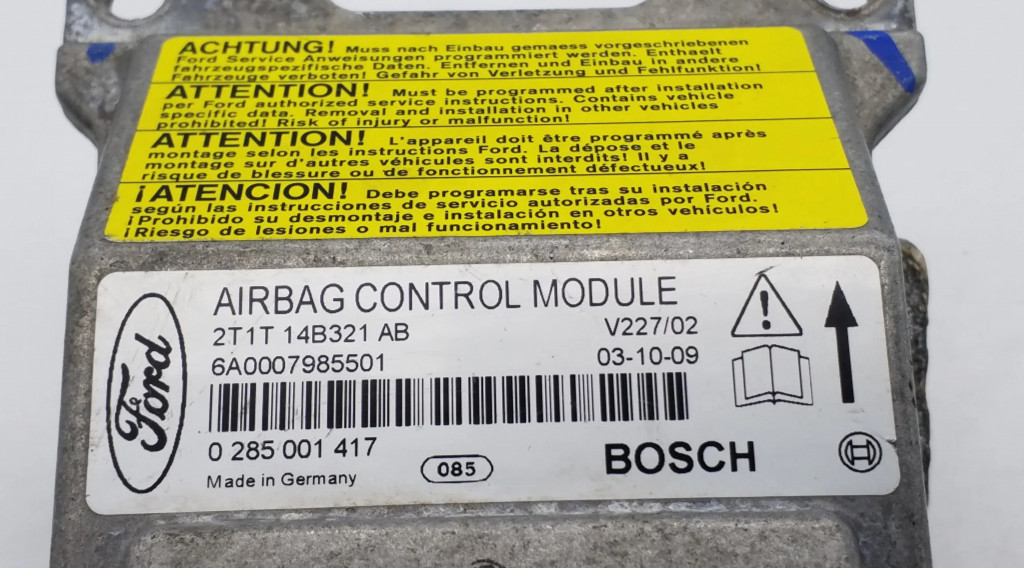 ACHTUNG! Muss nach Einbau gemaess vorgeschriebenen
Ford Service Anweisungen programmiert werden. Enthaelt
fahrzeugspezifische Daten. Entfernen und Einbau in andere
Fahrzeuge verboten! Gefahr von Verletzung und Fehlfunktion!
ATTENTION! Must be programmed after installation
per Ford authorized service instructions. Contains vehicle
specific data. Removal and installation in other vehicles
prohibited! Risk of injury or malfunction!
ATTENTION! L'appareil doit être programmé après
montage selon les instructions Ford. La dépose et le
montage sur d'autres véhicules sont interdits! Il y a
risque de blessure ou de fonctionnement défectueux!
¡ATENCION! Debe programarse tras su instalación
según las instrucciones de servicio autorizadas por Ford.
¡Prohibido su desmontaje e instalación en otros vehículos!
¡Riesgo de lesiones o mal funcionamiento!
Ford
AIRBAG CONTROL MODULE
2T1T 14B321 AB V227/02
6A0007985501 03-10-09
0 285 001 417
Made in Germany 085 BOSCH